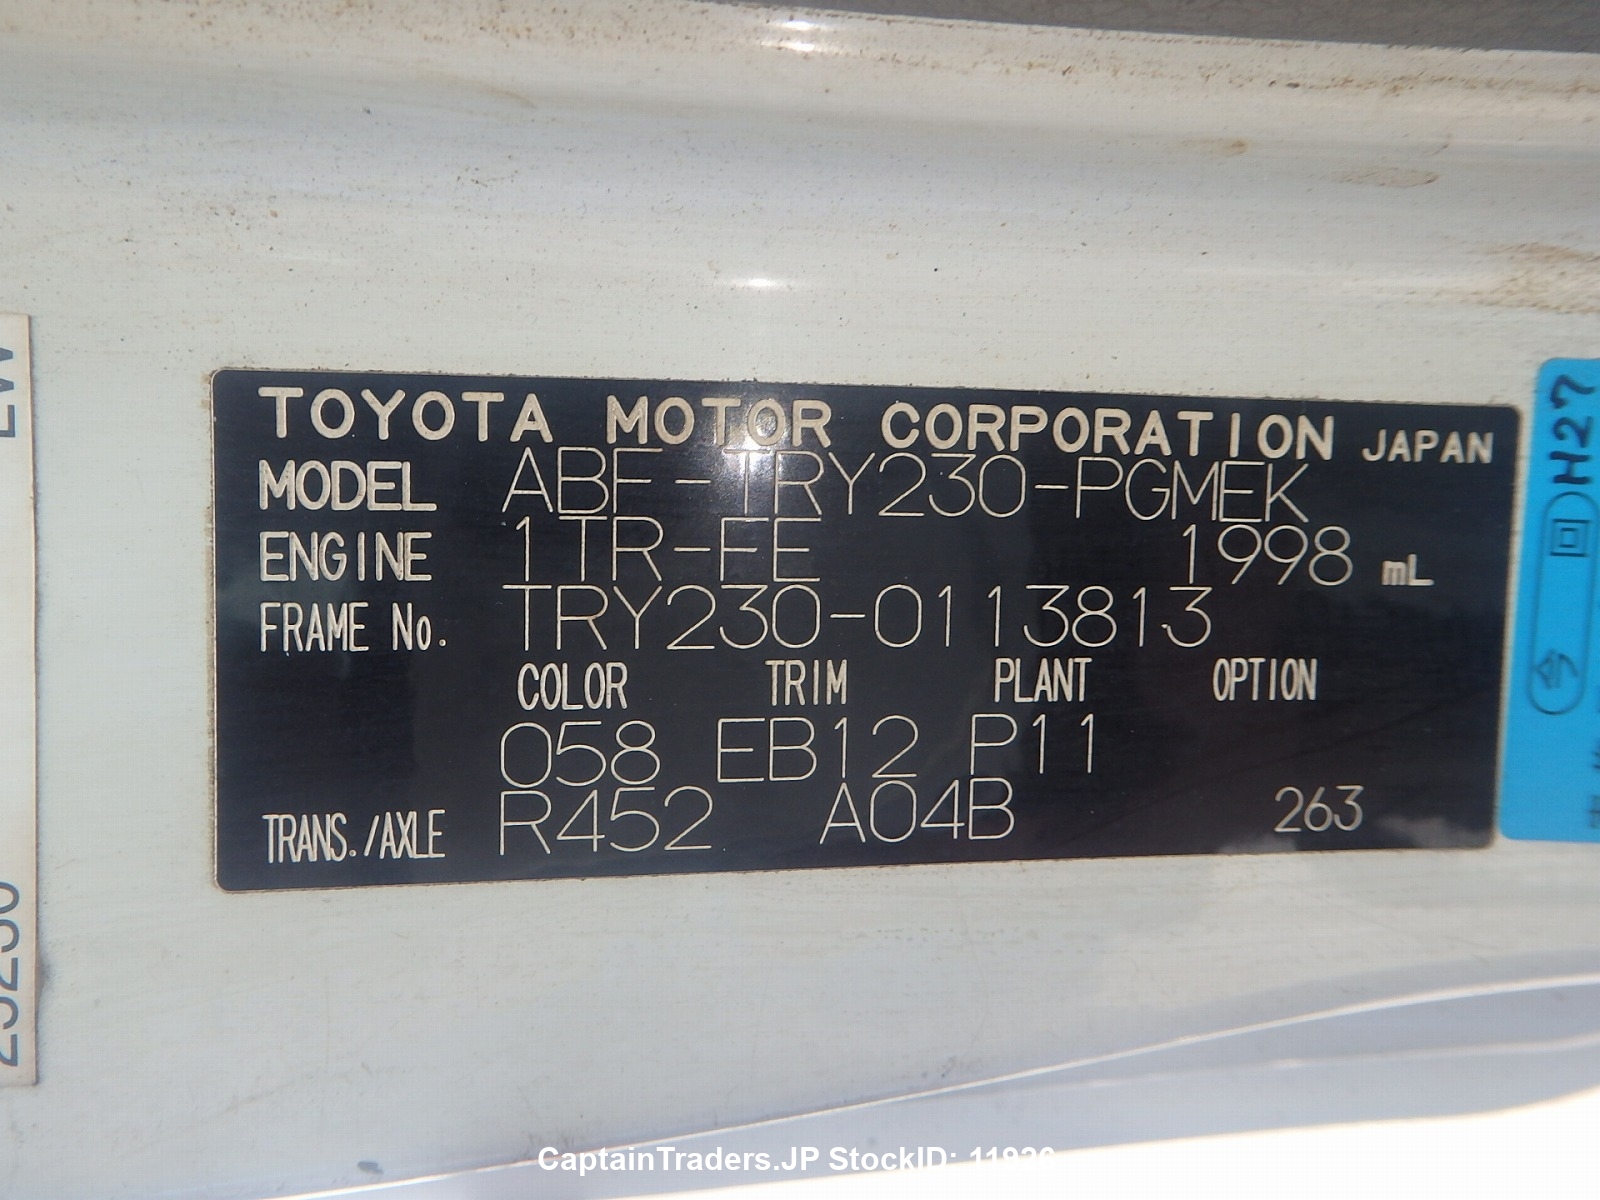 TOYOTA MOTOR CORPORATION JAPAN
MODEL ABF-TRY230-PGMEK
ENGINE 1TR-FE 1998 mL
FRAME No. TRY230-0113813
COLOR TRIM PLANT OPTION
058 EB12 P11
TRANS./AXLE R452 A04B 263
H27
CaptainTraders.JP StockID: